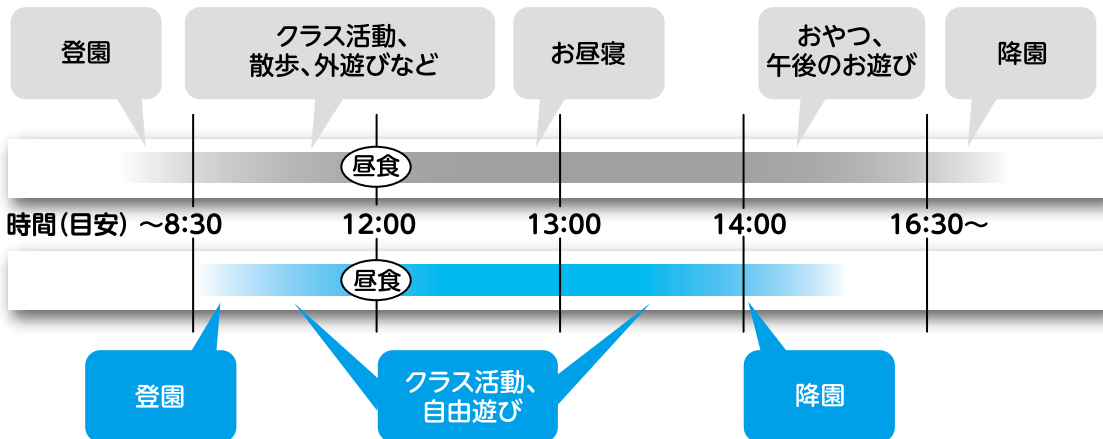 登園
クラス活動、
散歩、外遊びなど
お昼寝
おやつ、
午後のお遊び
降園
昼食
時間（目安） 〜8:30 12:00 13:00 14:00 16:30〜
昼食
登園
クラス活動、
自由遊び
降園